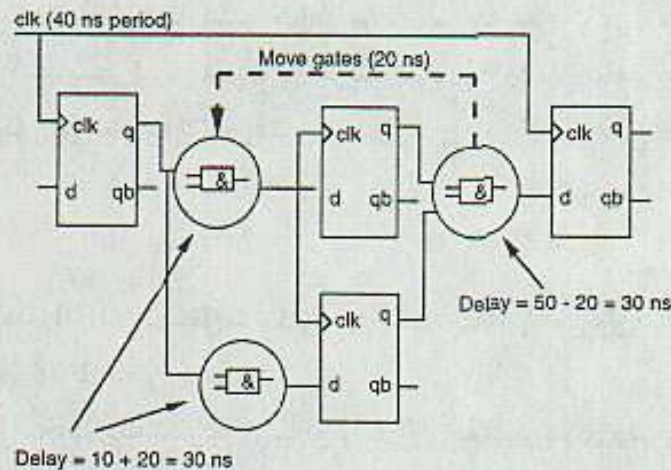 clk (40 ns period)
Move gates (20 ns)
clk q
d qb
&
clk q
d qb
&
clk q
d qb
Delay = 50 - 20 = 30 ns
clk q
d qb
&
Delay = 10 + 20 = 30 ns